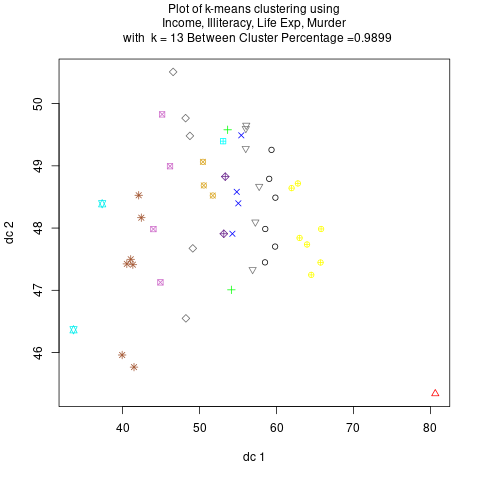 Plot of k-means clustering using
Income, Illiteracy, Life Exp, Murder
with k = 13 Between Cluster Percentage =0.9899
50
49
48
47
46
dc 2
40 50 60 70 80
dc 1